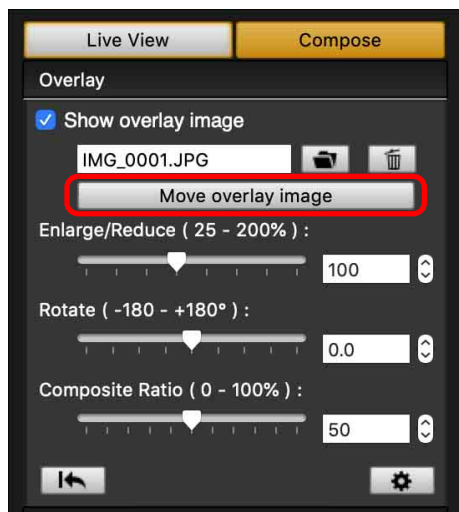 Live View Compose
Overlay
Show overlay image
IMG_0001.JPG
Move overlay image
Enlarge/Reduce ( 25 - 200% ) :
100
Rotate ( -180 - +180° ) :
0.0
Composite Ratio ( 0 - 100% ) :
50